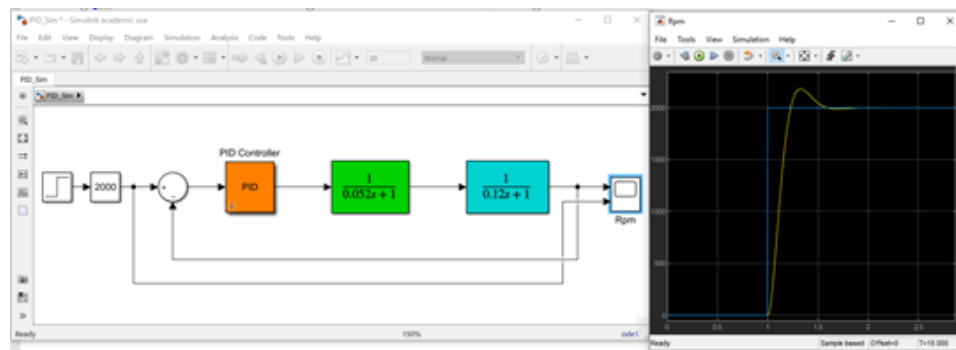 PID_Sim * - Simulink academic use
File Edit View Display Diagram Simulation Analysis Code Tools Help
10
Normal
PID_Sim
PID_Sim
PID Controller
2000
PID
1
0.052s + 1
1
0.12s + 1
Rpm
Ready
150%
ode1
Rpm
File Tools View Simulation Help
2000
1500
1000
500
0
0 0.5 1 1.5 2 2.5
Ready
Sample based Offset=0 T=10.000